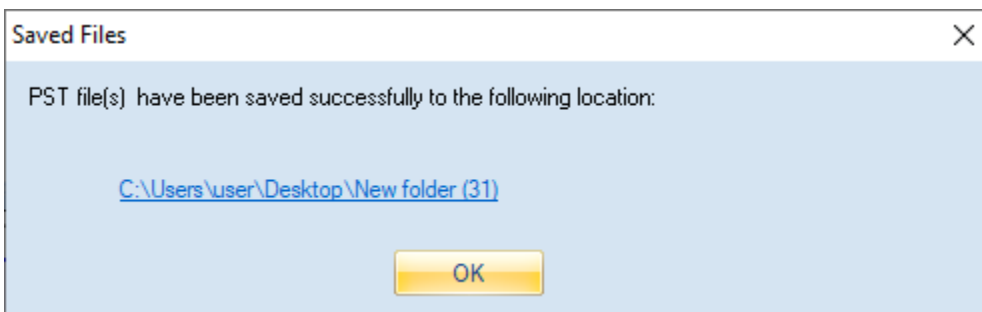 Saved Files
PST file(s)  have been saved successfully to the following location:
C:\Users\user\Desktop\New folder (31)
OK